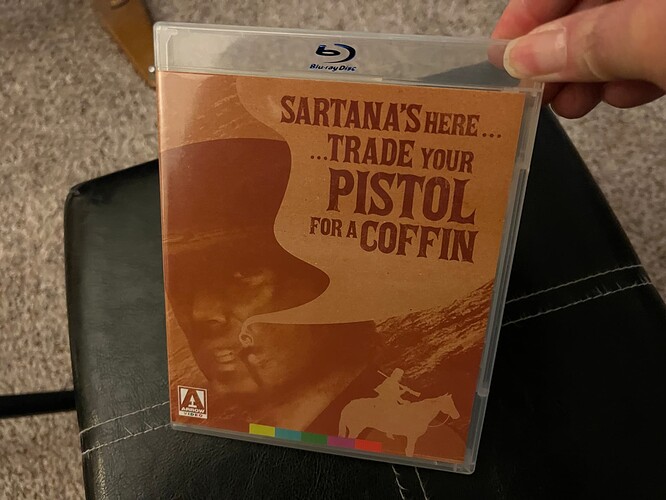 Blu-ray Disc
SARTANA'S HERE...
...TRADE YOUR
PISTOL
FOR A COFFIN
ARROW
VIDEO